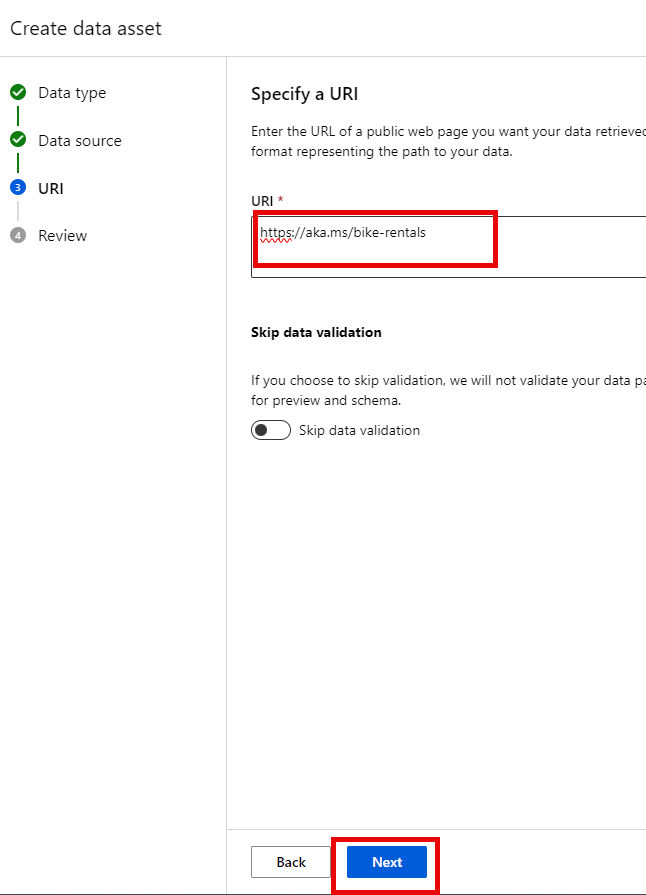 Create data asset
Data type
Data source
3 URI
4 Review
Specify a URI
Enter the URL of a public web page you want your data retrieved
format representing the path to your data.
URI *
https://aka.ms/bike-rentals
Skip data validation
If you choose to skip validation, we will not validate your data
for preview and schema.
Skip data validation
Back
Next